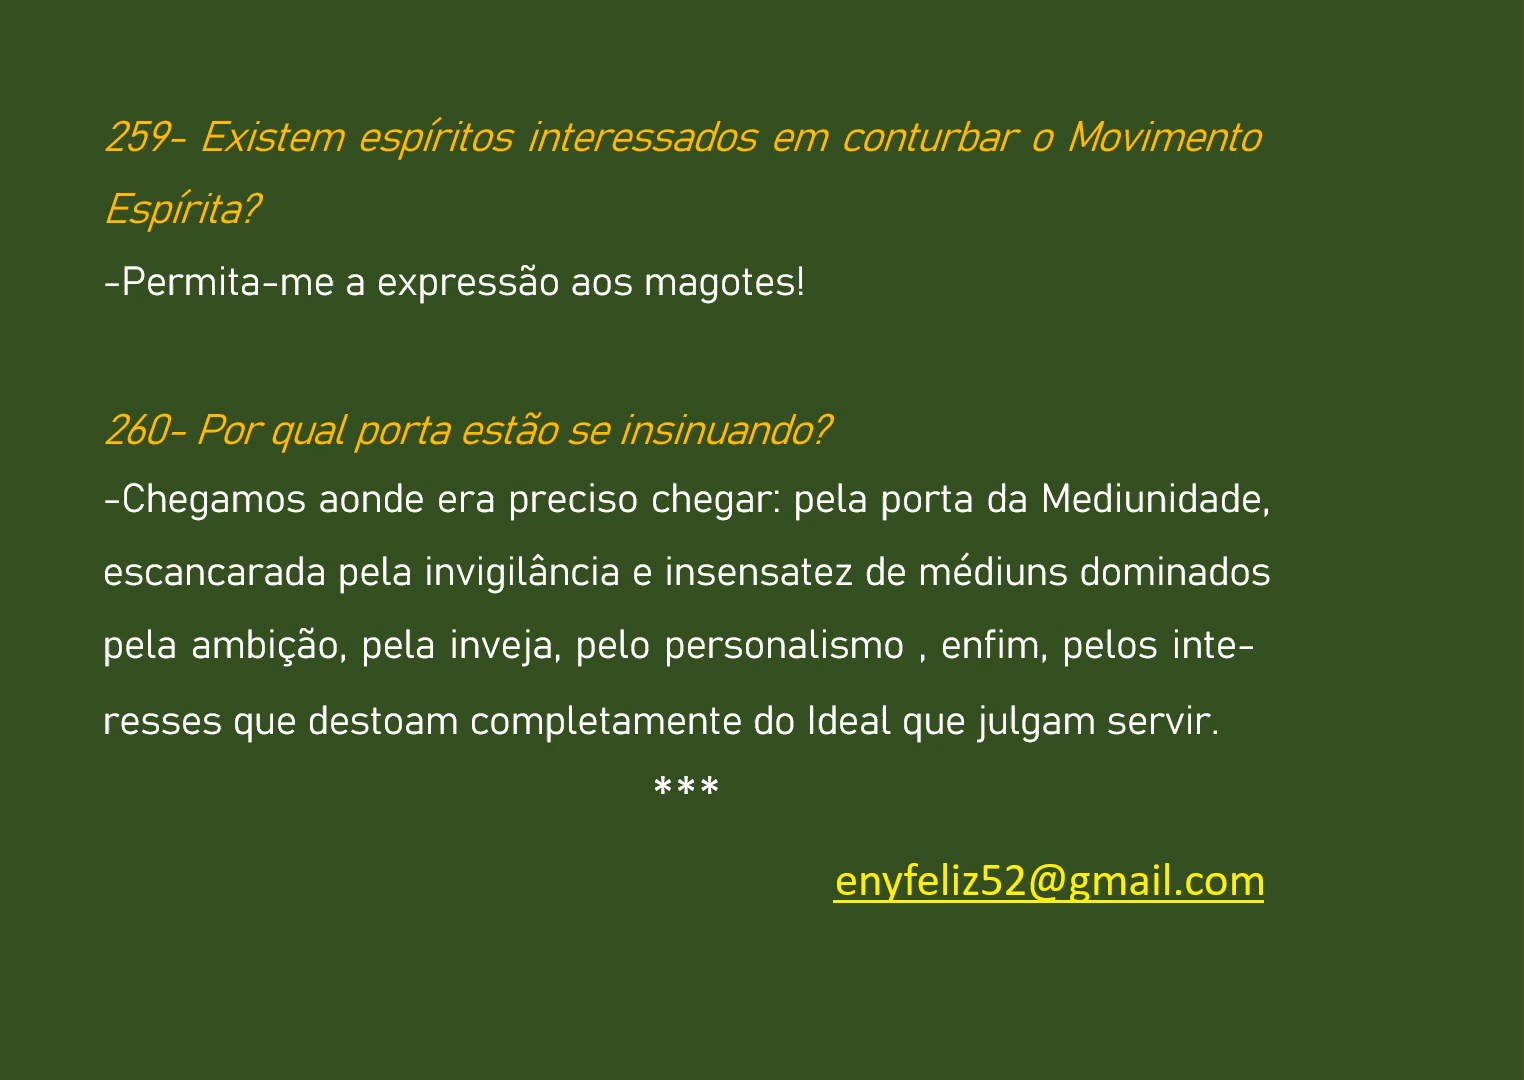 259- Existem espíritos interessados em conturbar o Movimento
Espírita?
-Permita-me a expressão aos magotes!
260- Por qual porta estão se insinuando?
-Chegamos aonde era preciso chegar: pela porta da Mediunidade,
escancarada pela invigilância e insensatez de médiuns dominados
pela ambição, pela inveja, pelo personalismo , enfim, pelos inte-
resses que destoam completamente do Ideal que julgam servir.
***
enyfeliz52@gmail.com